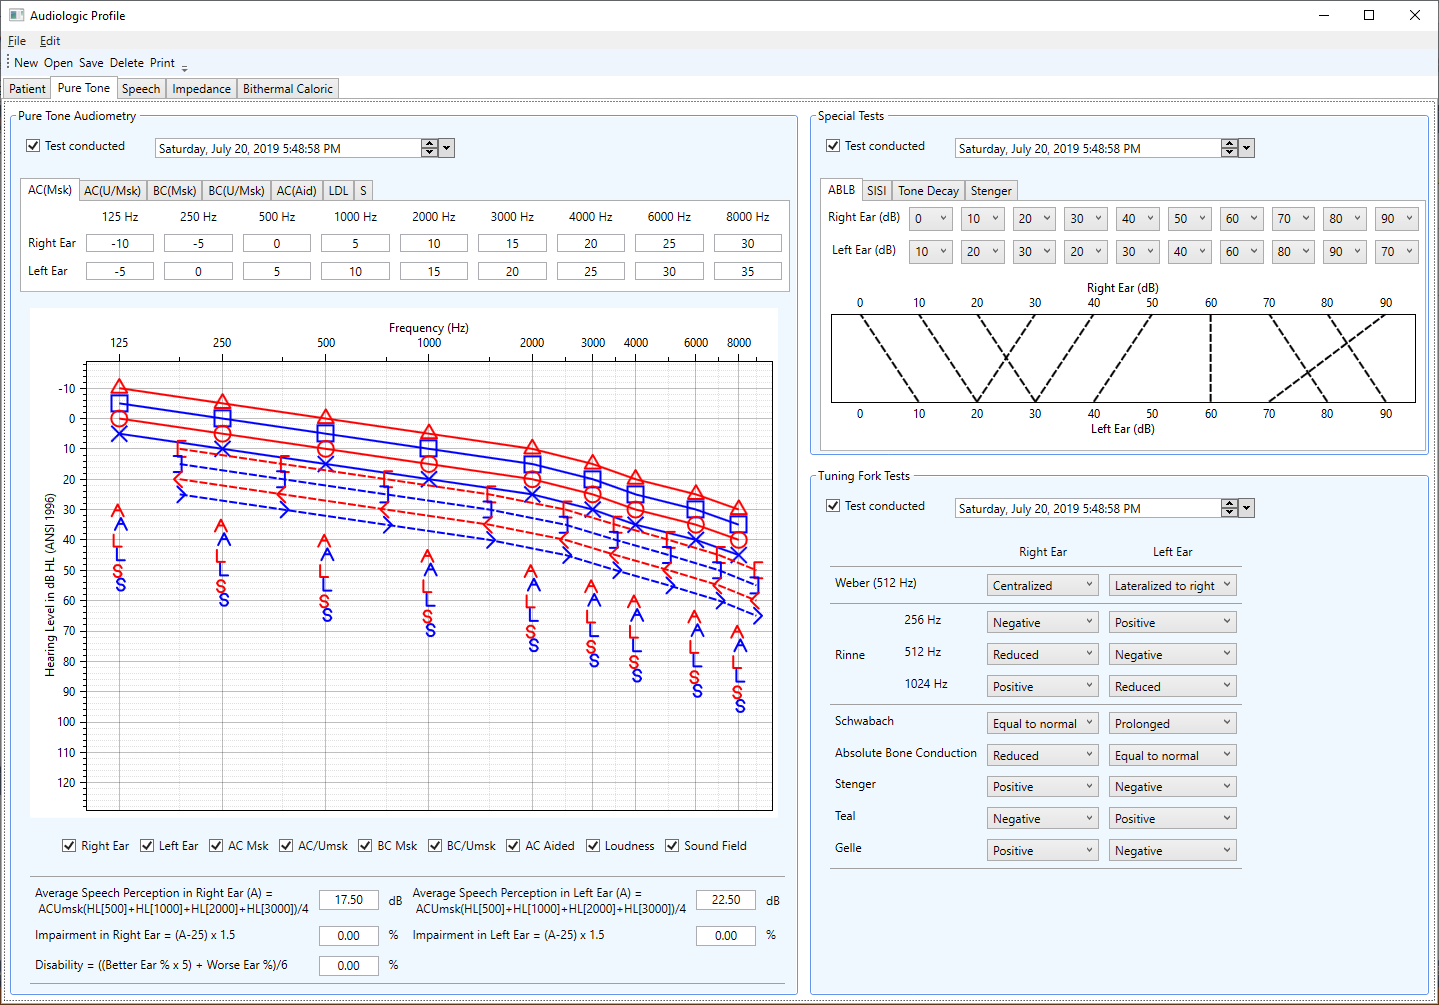 Audiologic Profile
File Edit
New Open Save Delete Print
Patient Pure Tone Speech Impedance Bithermal Caloric
Pure Tone Audiometry
Test conducted Saturday, July 20, 2019 5:48:58 PM
AC(Msk) AC(U/Msk) BC(Msk) BC(U/Msk) AC(Aid) LDL S
125 Hz 250 Hz 500 Hz 1000 Hz 2000 Hz 3000 Hz 4000 Hz 6000 Hz 8000 Hz
Right Ear -10 -5 0 5 10 15 20 25 30
Left Ear -5 0 5 10 15 20 25 30 35
Frequency (Hz)
125 250 500 1000 2000 3000 4000 6000 8000
Hearing Level in dB HL (ANSI 1996)
-10
0
10
20
30
40
50
60
70
80
90
100
110
120
Right Ear Left Ear AC Msk AC/Umsk BC Msk BC/Umsk AC Aided Loudness Sound Field
Average Speech Perception in Right Ear (A) =
ACUmsk(HL[500]+HL[1000]+HL[2000]+HL[3000])/4 17.50 dB
Average Speech Perception in Left Ear (A) =
ACUmsk(HL[500]+HL[1000]+HL[2000]+HL[3000])/4 22.50 dB
Impairment in Right Ear = (A-25) x 1.5 0.00 % Impairment in Left Ear = (A-25) x 1.5 0.00 %
Disability = ((Better Ear % x 5) + Worse Ear %)/6 0.00 %
Special Tests
Test conducted Saturday, July 20, 2019 5:48:58 PM
ABLB SISI Tone Decay Stenger
Right Ear (dB) 0 10 20 30 40 50 60 70 80 90
Left Ear (dB) 10 20 30 20 30 40 60 80 90 70
Right Ear (dB)
0 10 20 30 40 50 60 70 80 90
0 10 20 30 40 50 60 70 80 90
Left Ear (dB)
Tuning Fork Tests
Test conducted Saturday, July 20, 2019 5:48:58 PM
Right Ear Left Ear
Weber (512 Hz) Centralized Lateralized to right
Rinne
256 Hz Negative Positive
512 Hz Reduced Negative
1024 Hz Positive Reduced
Schwabach Equal to normal Prolonged
Absolute Bone Conduction Reduced Equal to normal
Stenger Positive Negative
Teal Negative Positive
Gelle Positive Negative